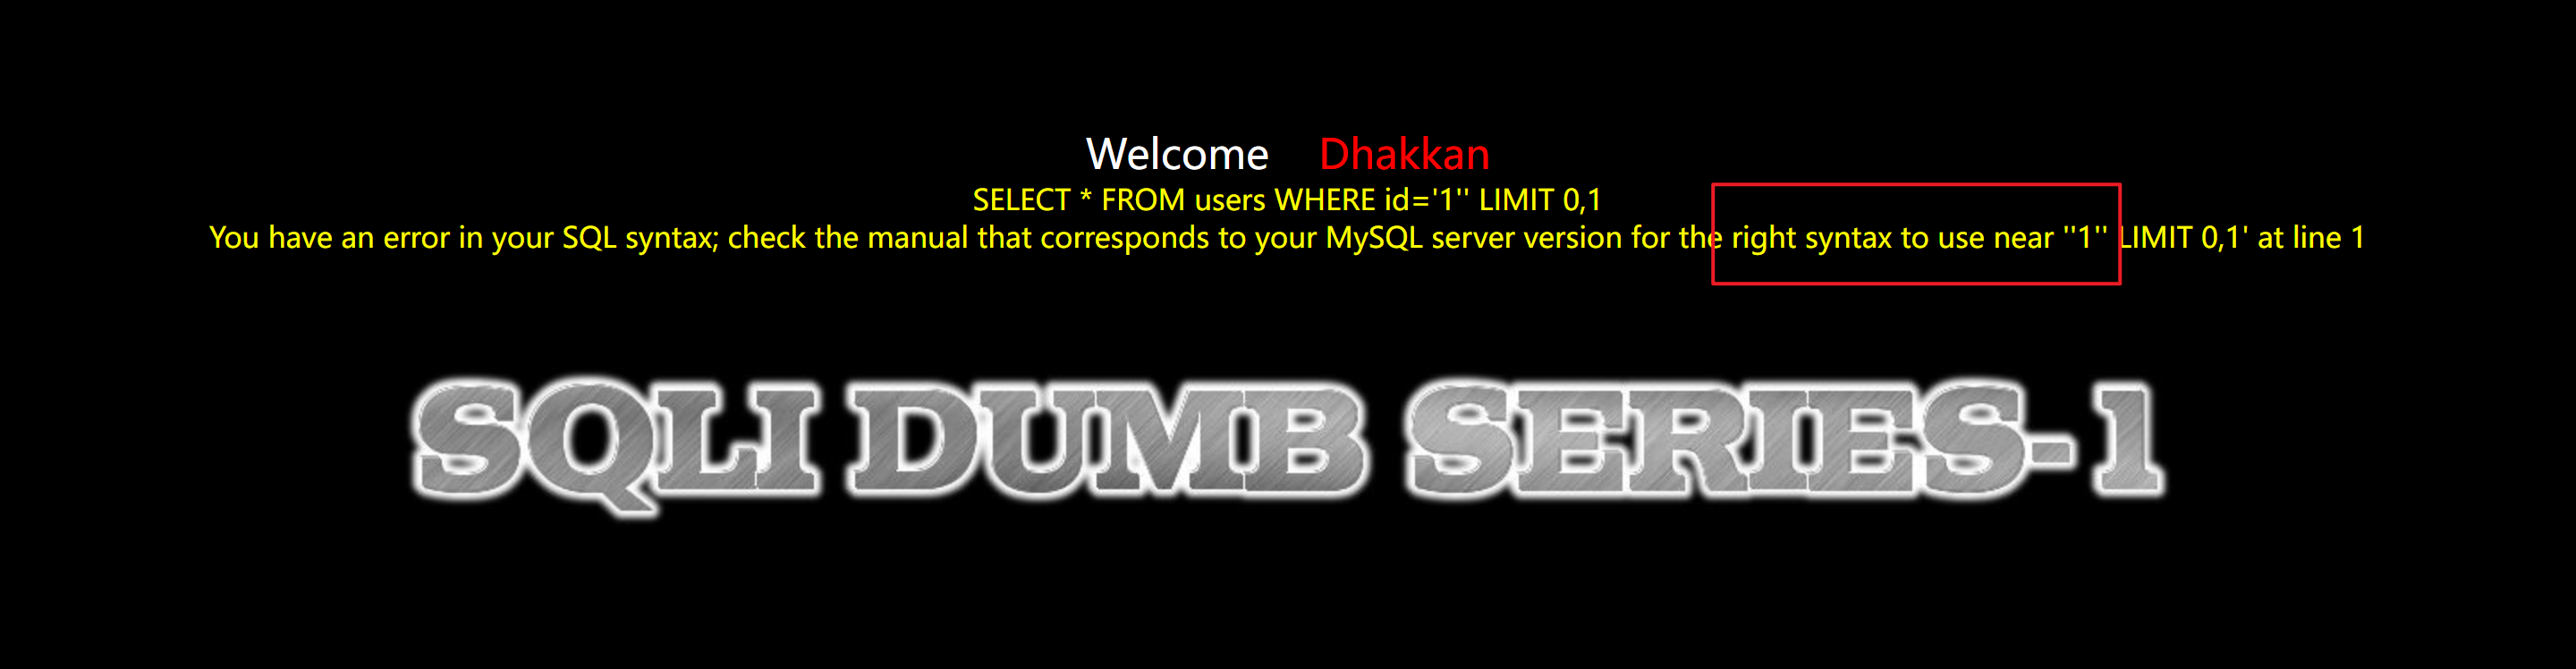 Welcome Dhakkan
SELECT * FROM users WHERE id='1'' LIMIT 0,1
You have an error in your SQL syntax; check the manual that corresponds to your MySQL server version for the right syntax to use near ''1'' LIMIT 0,1' at line 1
SQLI DUMB SERIES-1